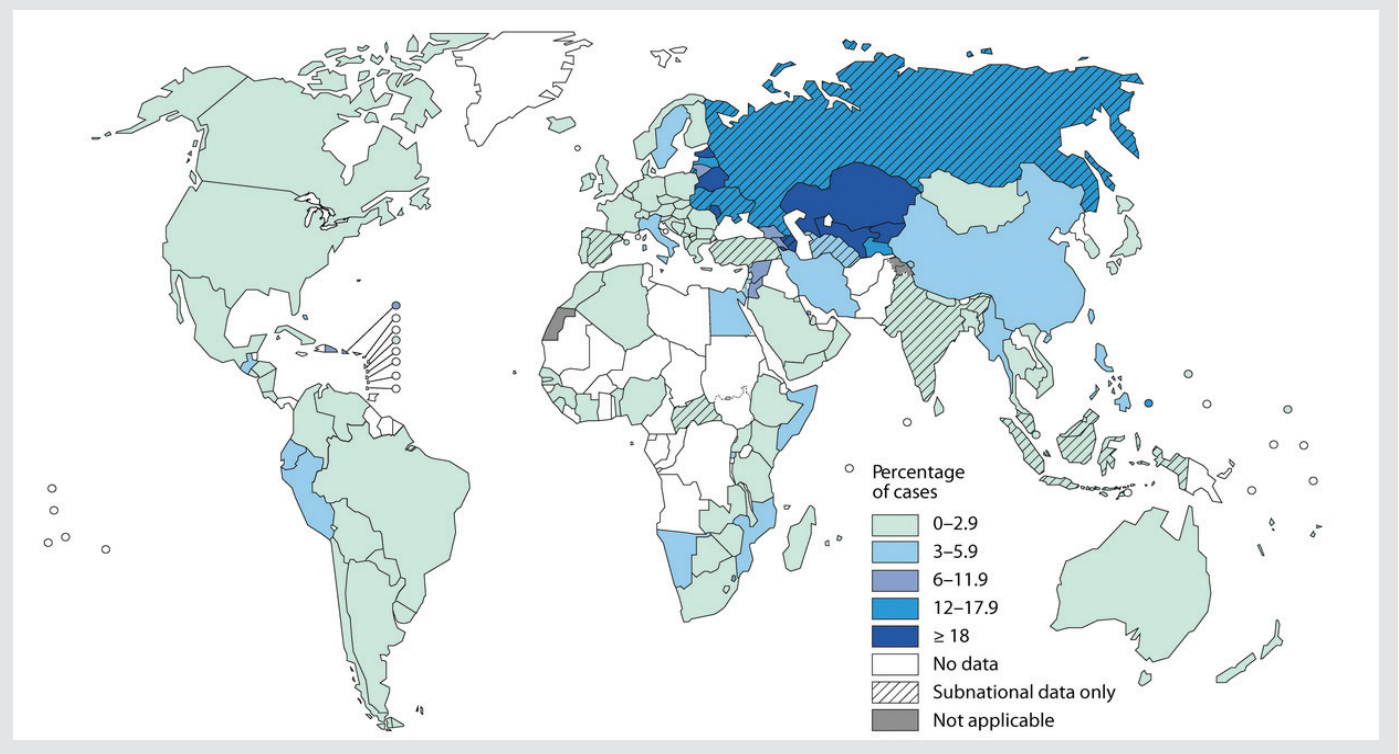 Percentage
of cases
0–2.9
3–5.9
6–11.9
12–17.9
≥ 18
No data
Subnational data only
Not applicable